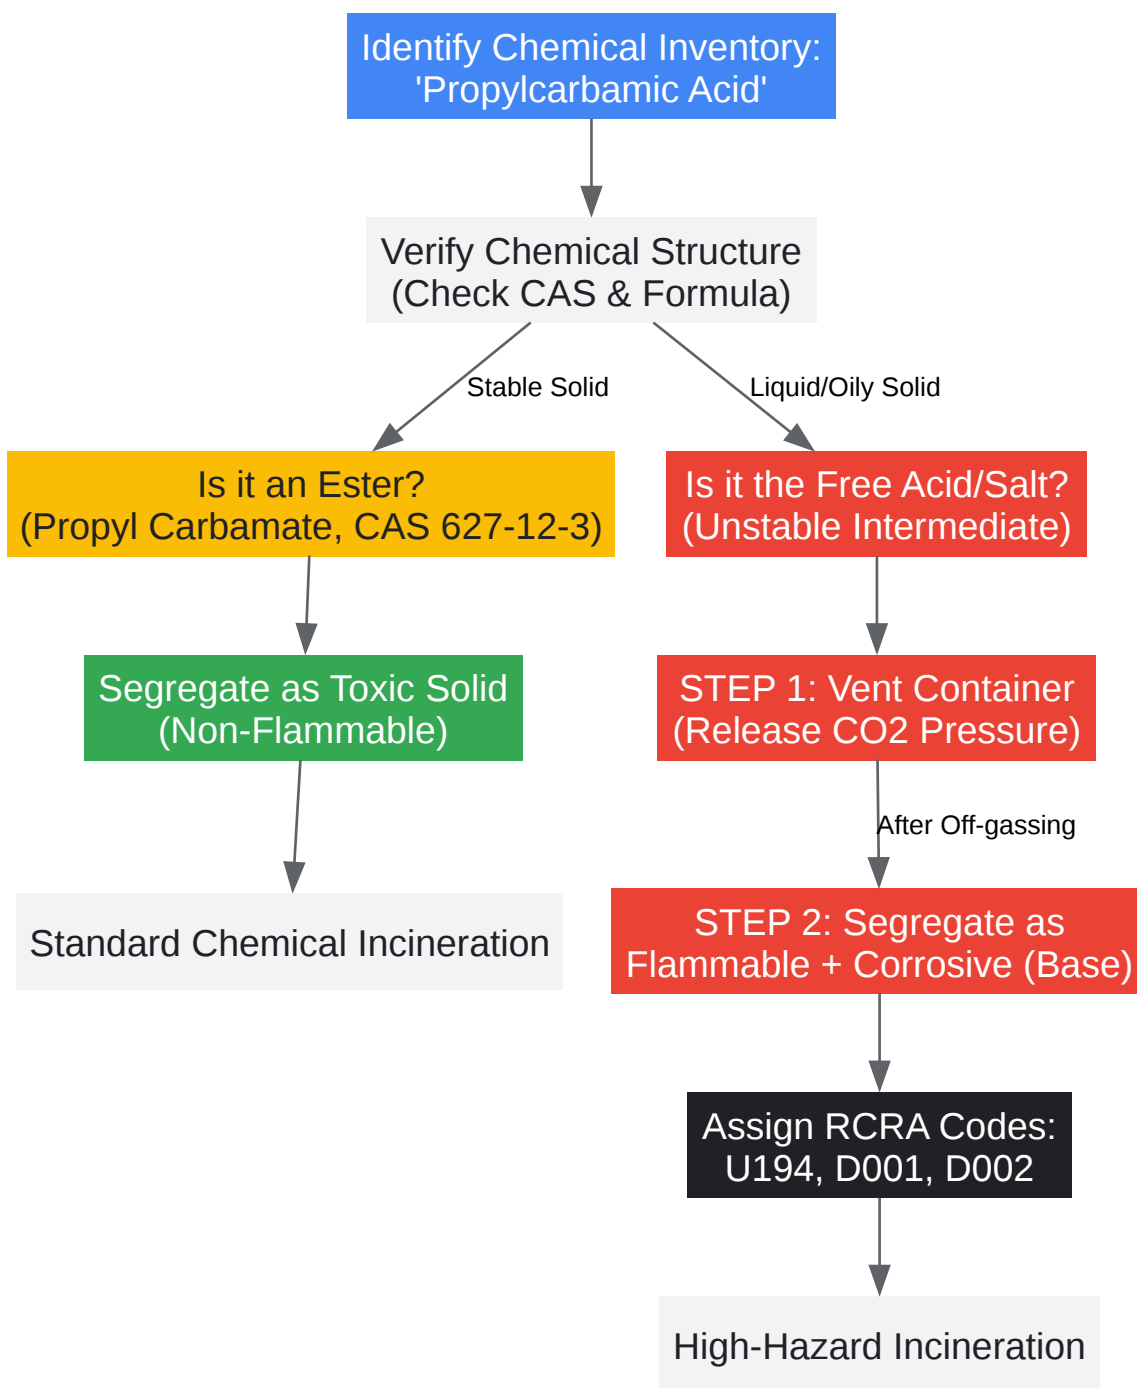 Identify Chemical Inventory:
'Propylcarbamic Acid'
Verify Chemical Structure
(Check CAS & Formula)
Stable Solid
Liquid/Oily Solid
Is it an Ester?
(Propyl Carbamate, CAS 627-12-3)
Is it the Free Acid/Salt?
(Unstable Intermediate)
Segregate as Toxic Solid
(Non-Flammable)
STEP 1: Vent Container
(Release CO2 Pressure)
After Off-gassing
Standard Chemical Incineration
STEP 2: Segregate as
Flammable + Corrosive (Base)
Assign RCRA Codes:
U194, D001, D002
High-Hazard Incineration